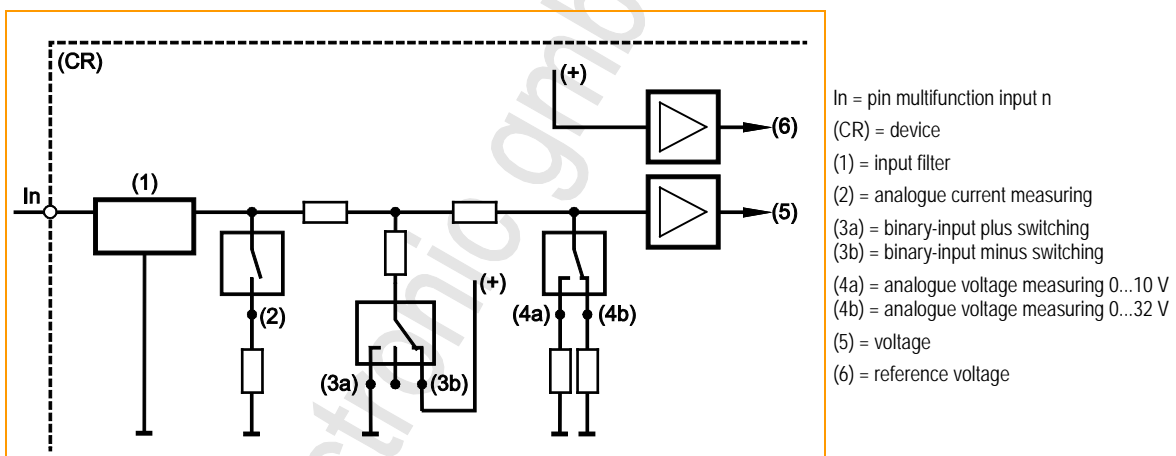 (CR)
(+)
(6)
In
(1)
(5)
(2)
(+)
(3a)
(3b)
(4a)
(4b)
In = pin multifunction input n
(CR) = device
(1) = input filter
(2) = analogue current measuring
(3a) = binary-input plus switching
(3b) = binary-input minus switching
(4a) = analogue voltage measuring 0...10 V
(4b) = analogue voltage measuring 0...32 V
(5) = voltage
(6) = reference voltage
ctronic gmb